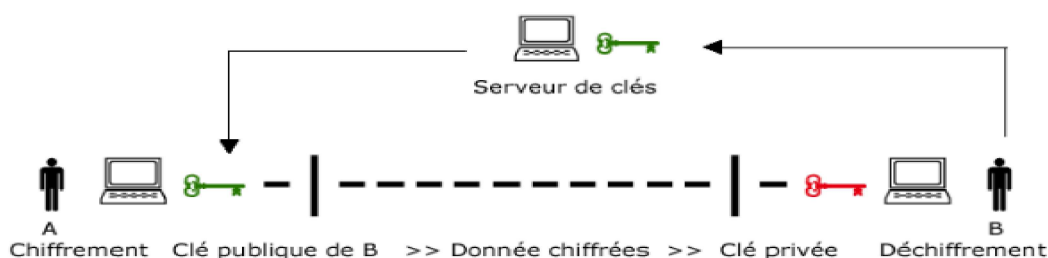 Serveur de clés
A
B
Chiffrement Clé publique de B >> Donnée chiffrées >> Clé privée Déchiffrement